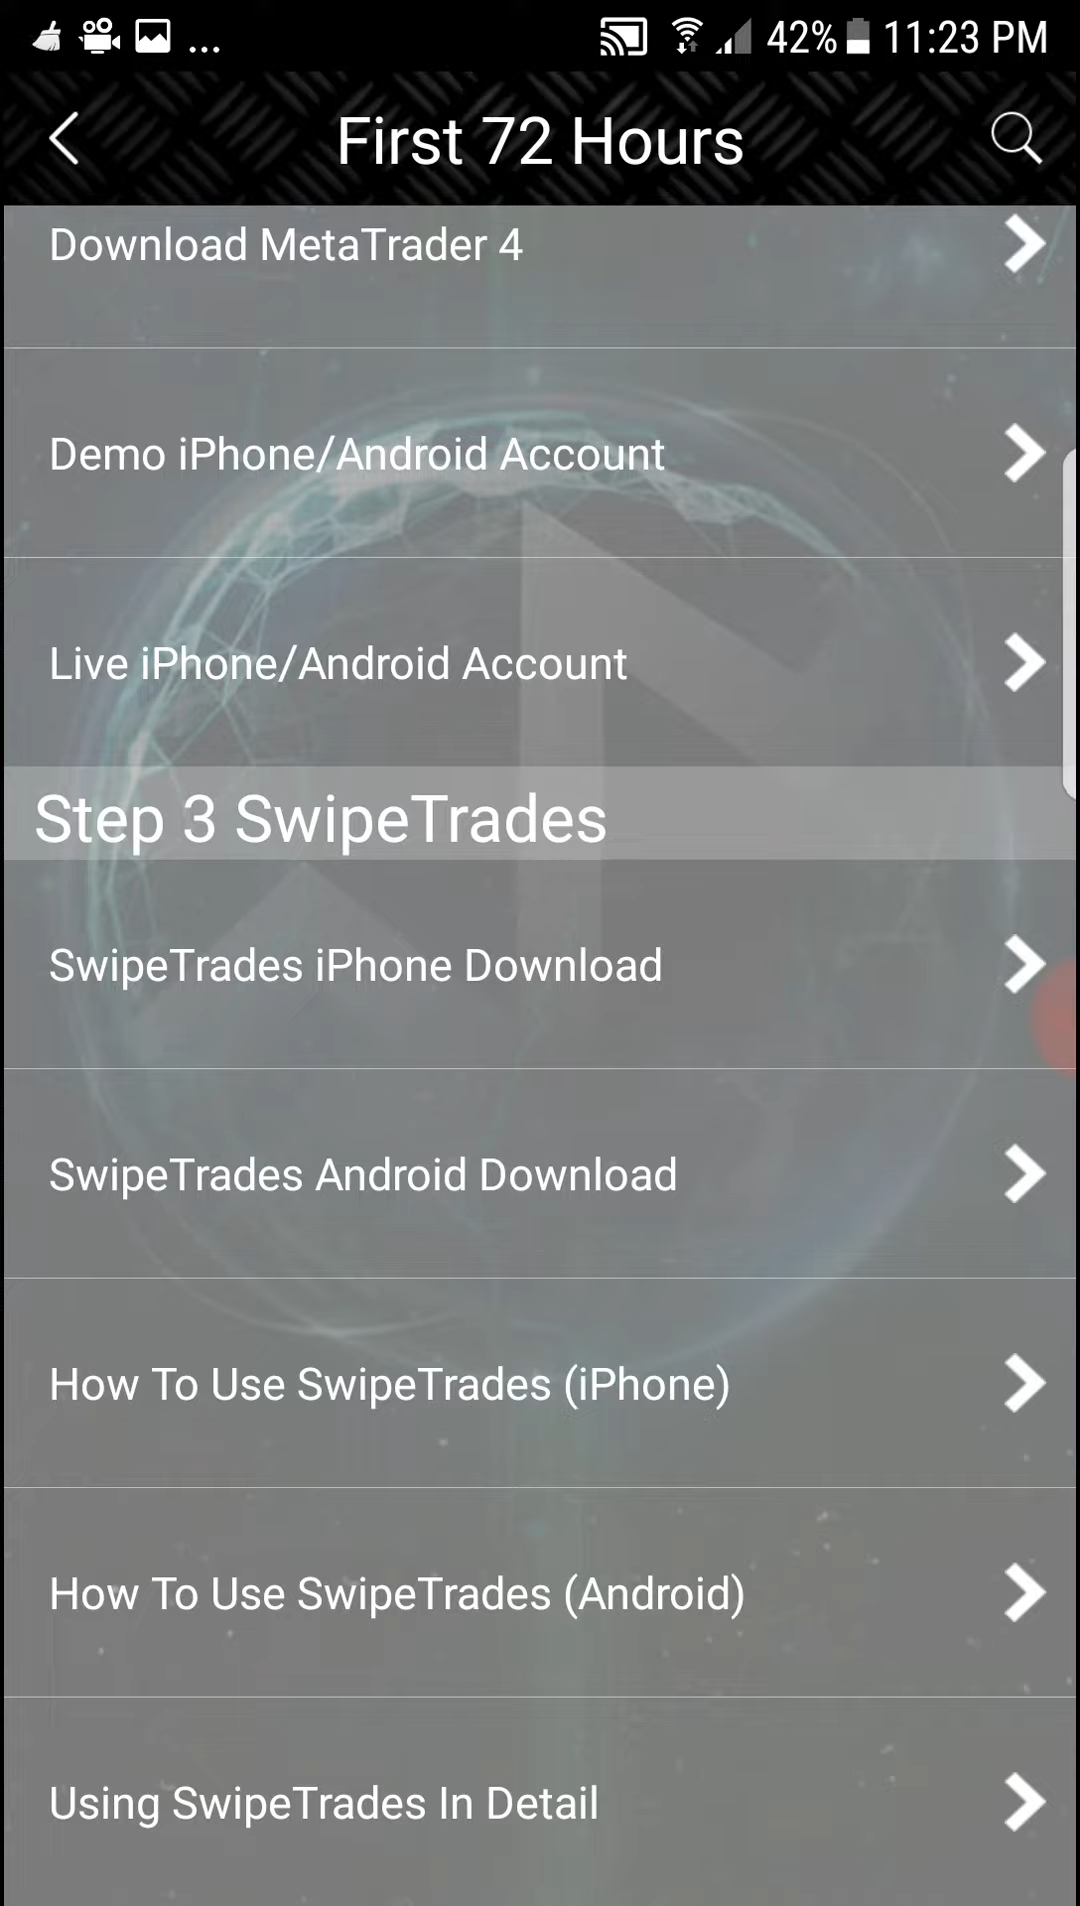 ... 42% 11:23 PM
First 72 Hours
Download MetaTrader 4
Demo iPhone/Android Account
Live iPhone/Android Account
Step 3 SwipeTrades
SwipeTrades iPhone Download
SwipeTrades Android Download
How To Use SwipeTrades (iPhone)
How To Use SwipeTrades (Android)
Using SwipeTrades In Detail